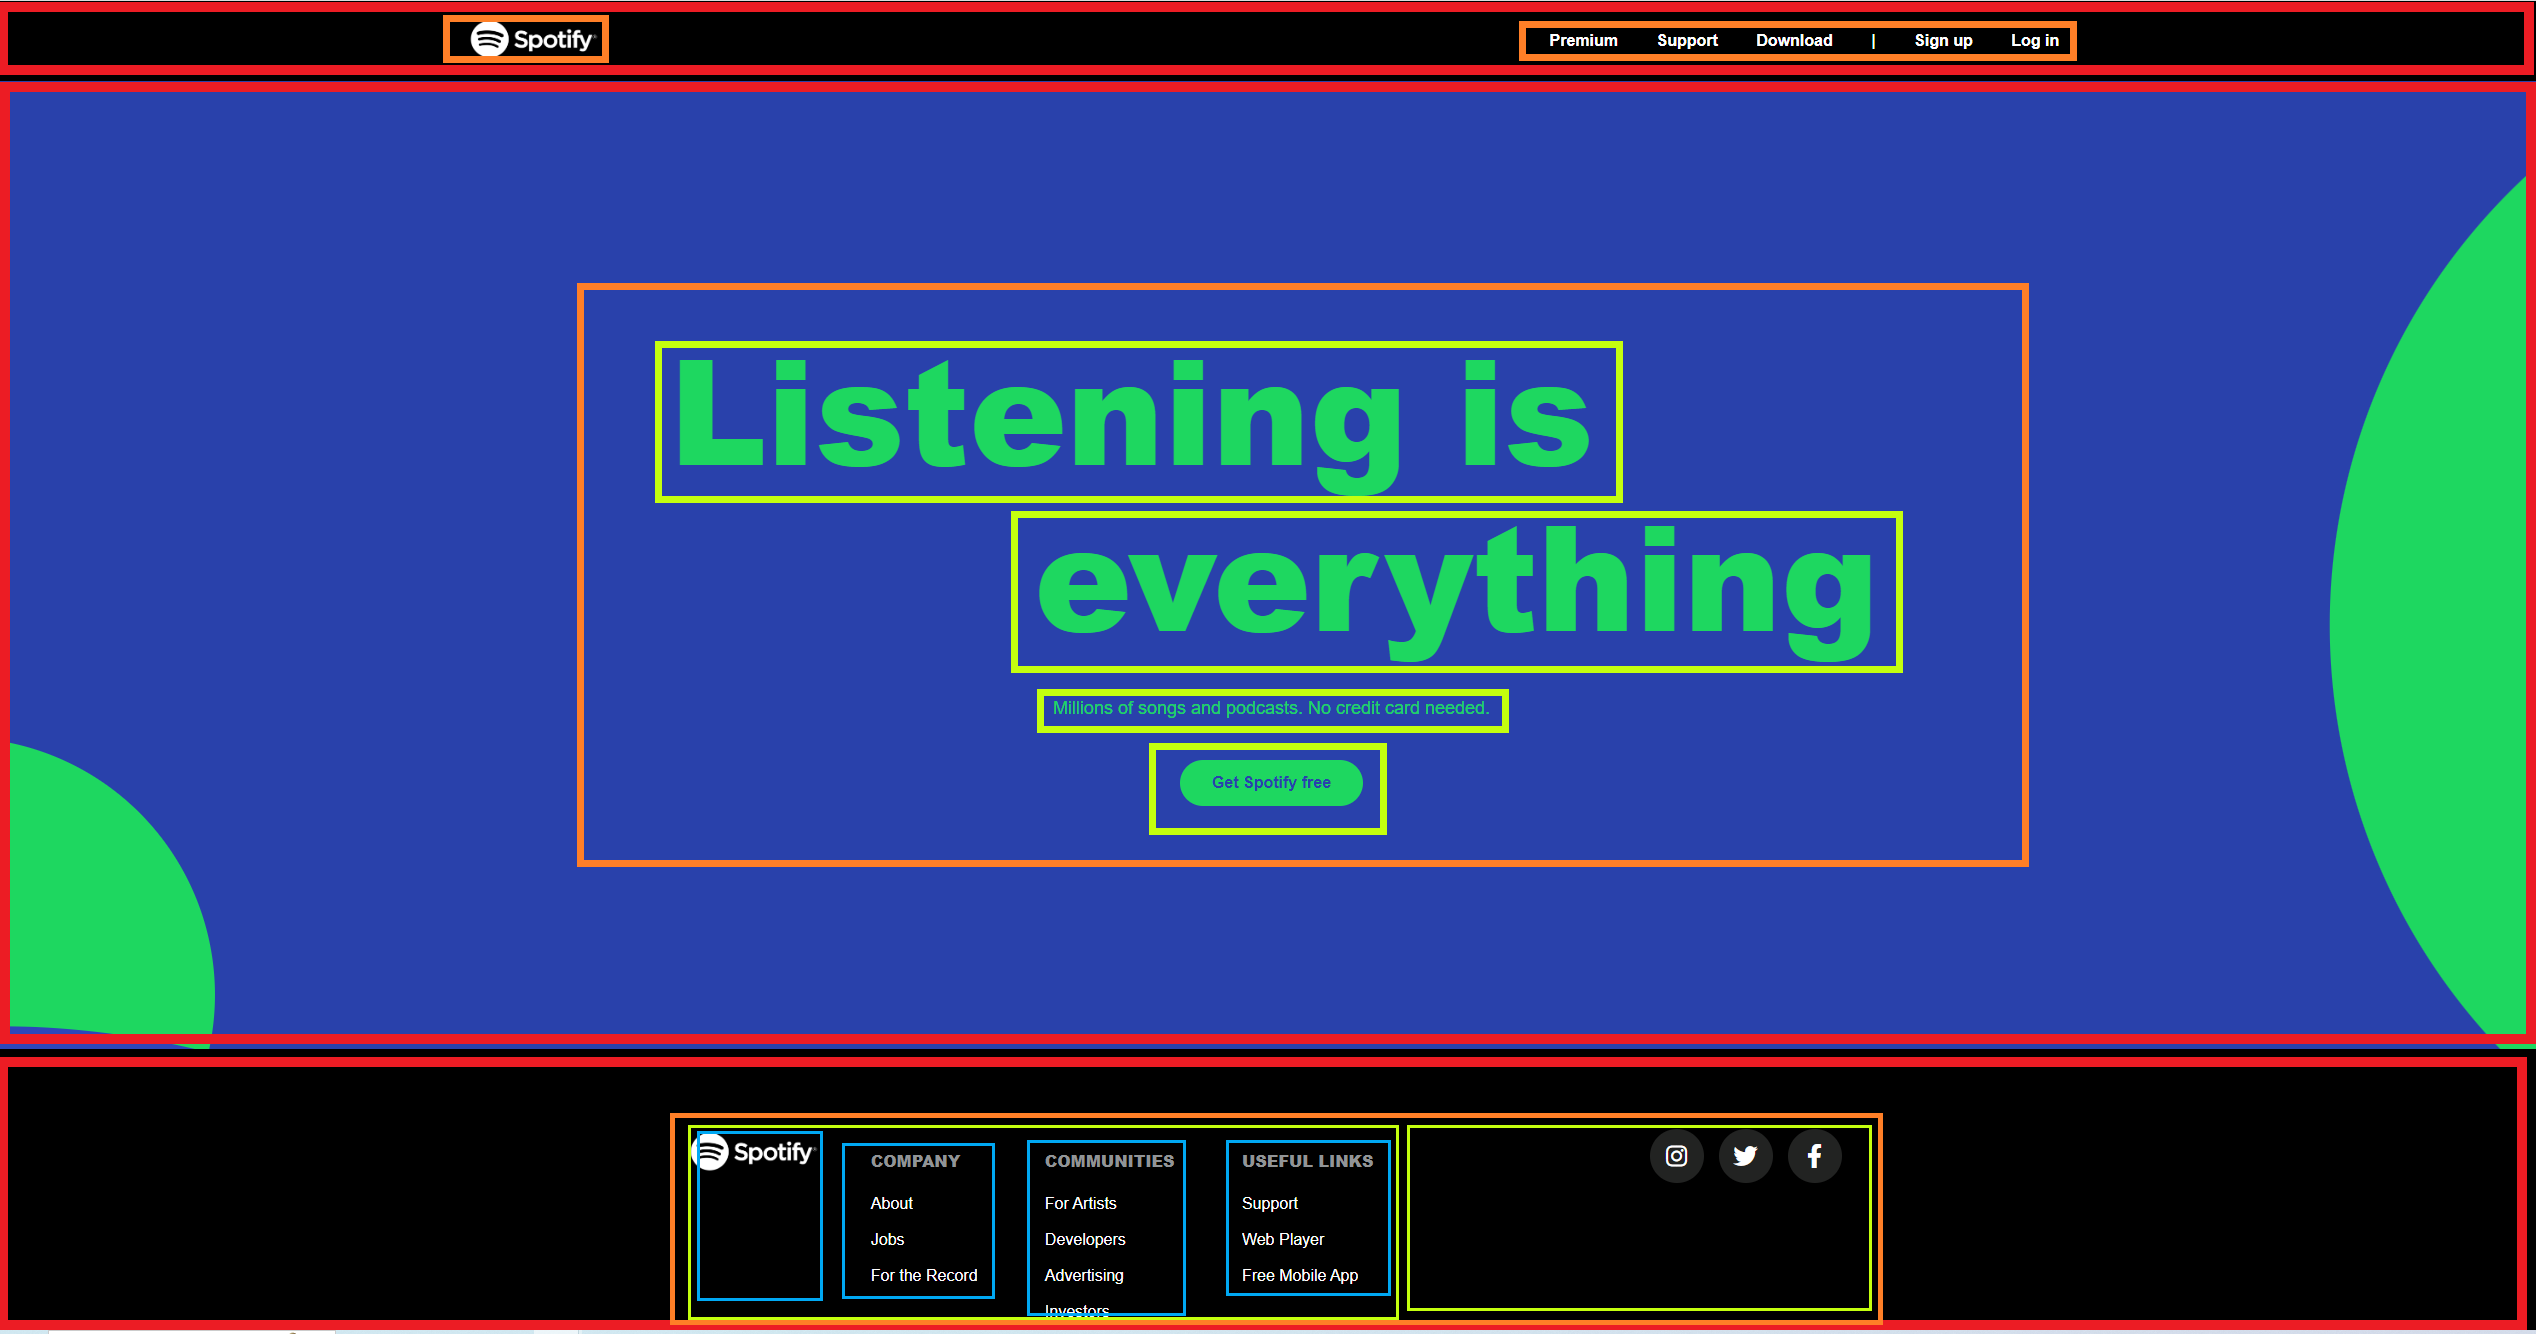 Spotify
Premium Support Download | Sign up Log in
Listening is
everything
Millions of songs and podcasts. No credit card needed.
Get Spotify free
Spotify
COMPANY
About
Jobs
For the Record
COMMUNITIES
For Artists
Developers
Advertising
Investors
USEFUL LINKS
Support
Web Player
Free Mobile App